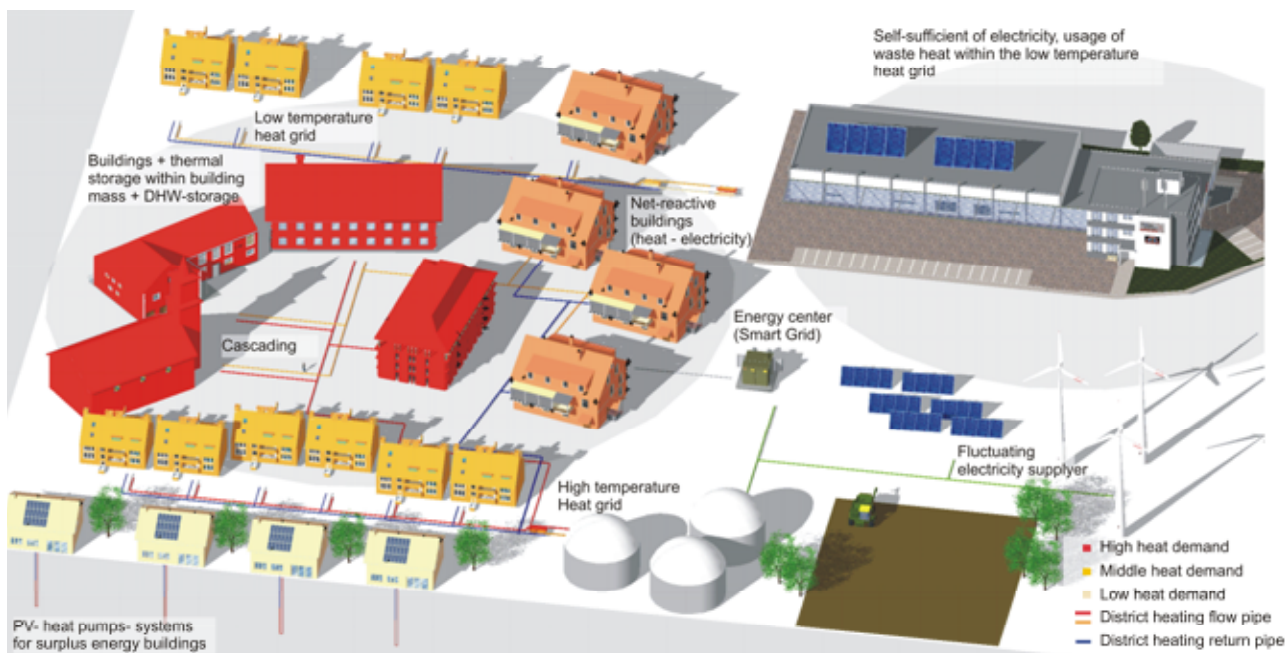 Self-sufficient of electricity, usage of
waste heat within the low temperature
heat grid
Low temperature
heat grid
Buildings + thermal
storage within building
mass + DHW-storage
Net-reactive
buildings
(heat - electricity)
Energy center
(Smart Grid)
Cascading
Fluctuating
electricity supplyer
High temperature
Heat grid
High heat demand
Middle heat demand
Low heat demand
District heating flow pipe
District heating return pipe
PV- heat pumps- systems
for surplus energy buildings